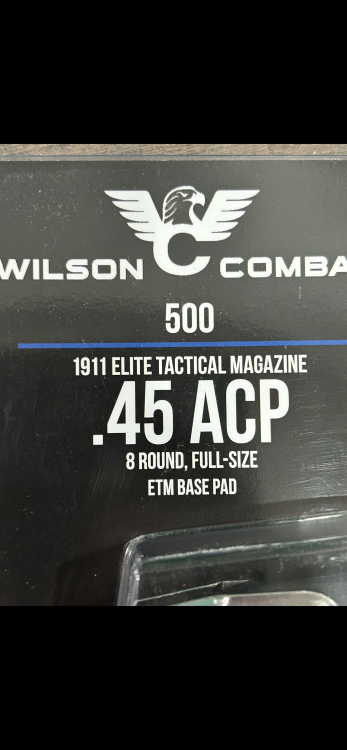 WILSON COMBA
500
1911 ELITE TACTICAL MAGAZINE
.45 ACP
8 ROUND, FULL-SIZE
ETM BASE PAD